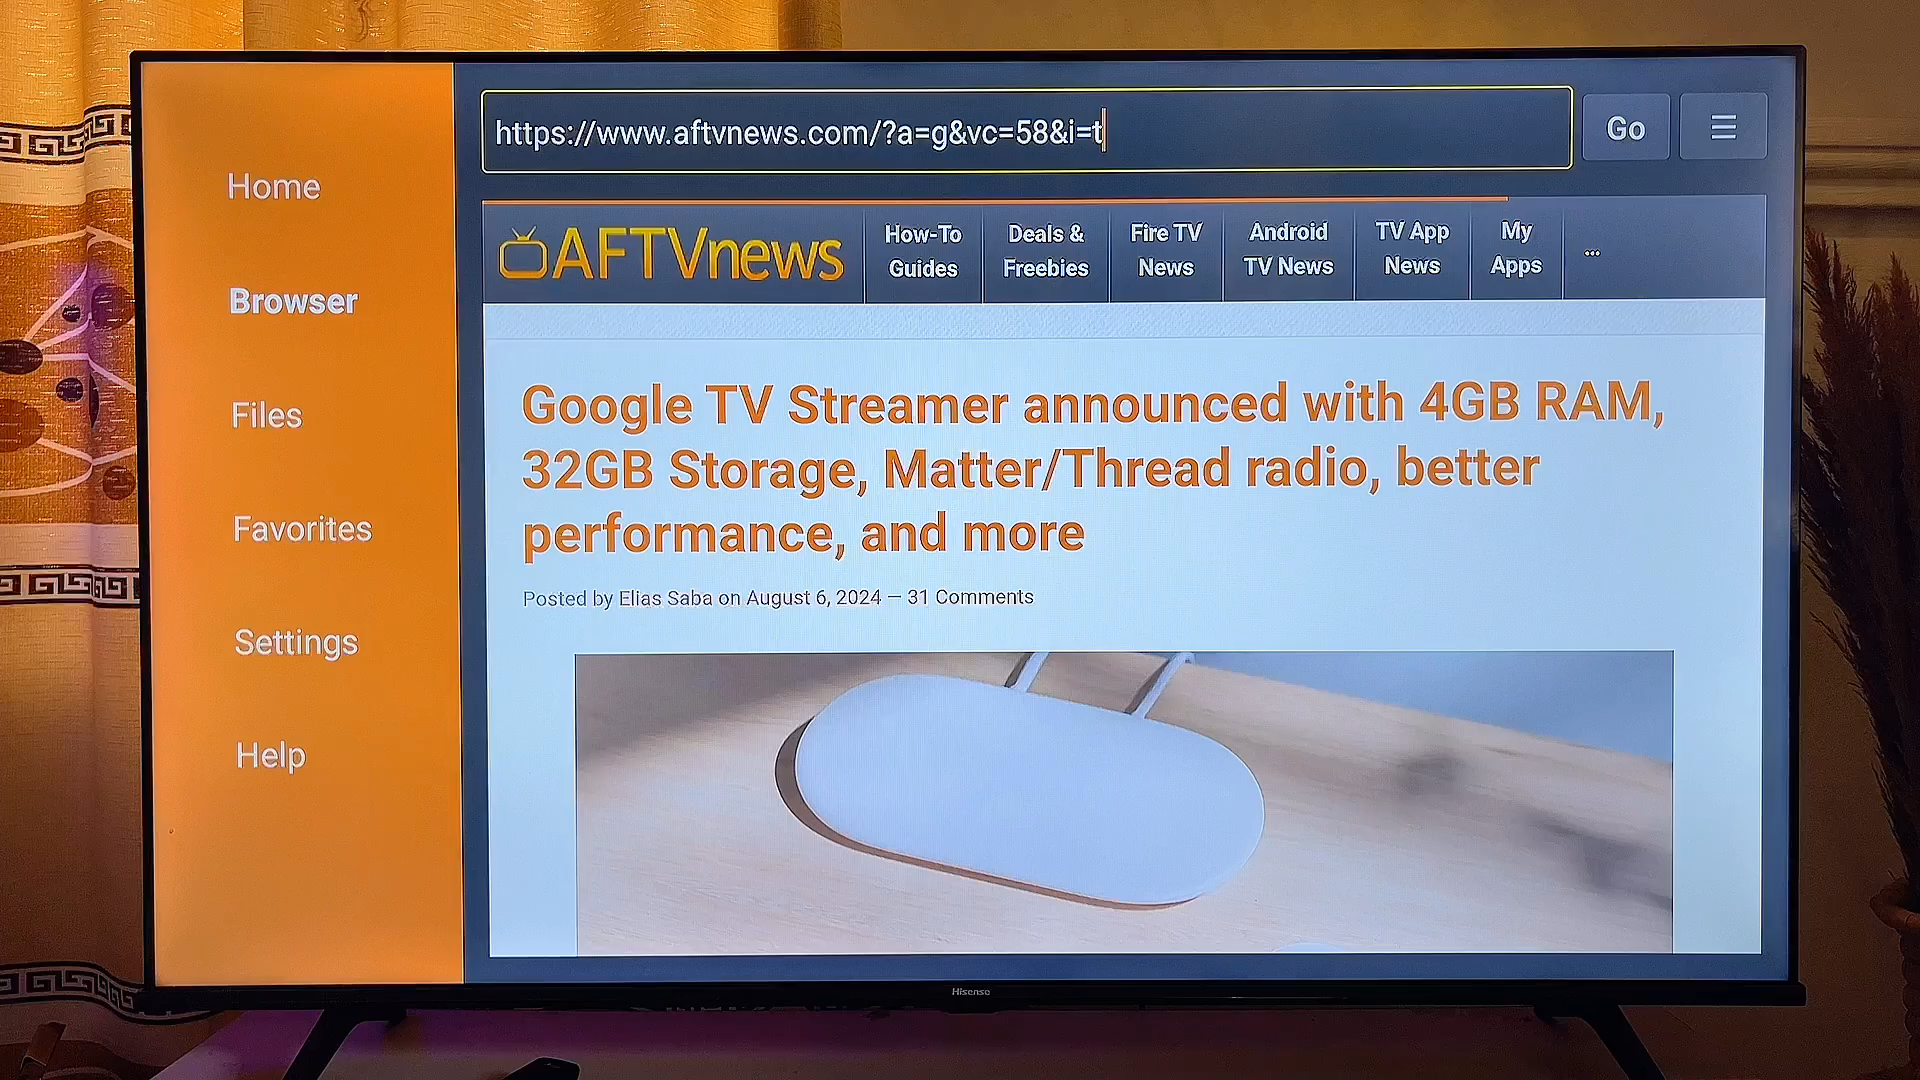 Home
Browser
Files
Favorites
Settings
Help
https://www.aftvnews.com/?a=g&vc=58&i=t
Go
AFTVnews
How-To
Guides
Deals &
Freebies
Fire TV
News
Android
TV News
TV App
News
My
Apps
...
Google TV Streamer announced with 4GB RAM,
32GB Storage, Matter/Thread radio, better
performance, and more
Posted by Elias Saba on August 6, 2024 — 31 Comments
Hisense